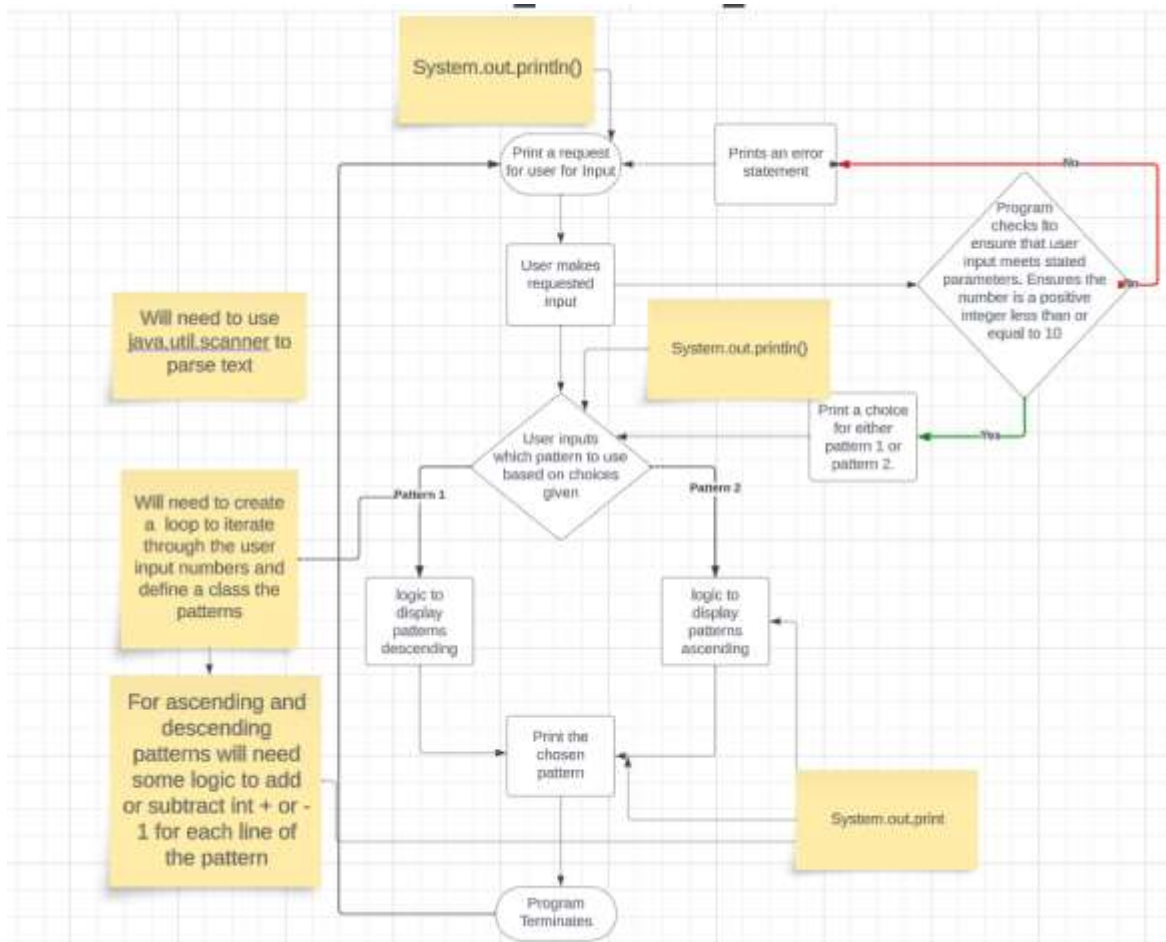 System.out.println()
Print a request
for user for Input
Prints an error
statement
No
Program
checks fto
ensure that user
input meets stated
parameters. Ensures the
number is a positive
integer less than or
equal to 10
No
User makes
requested
input
Will need to use
java.util.scanner to
parse text
System.out.println()
Print a choice
for either
pattern 1 or
pattern 2.
Yes
User inputs
which pattern to use
based on choices
given
Pattern 1
Pattern 2
Will need to create
a loop to iterate
through the user
input numbers and
define a class the
patterns
logic to
display
patterns
descending
logic to
display
patterns
ascending
For ascending and
descending
patterns will need
some logic to add
or subtract int + or -
1 for each line of
the pattern
Print the
chosen
pattern
System.out.print
Program
Terminates